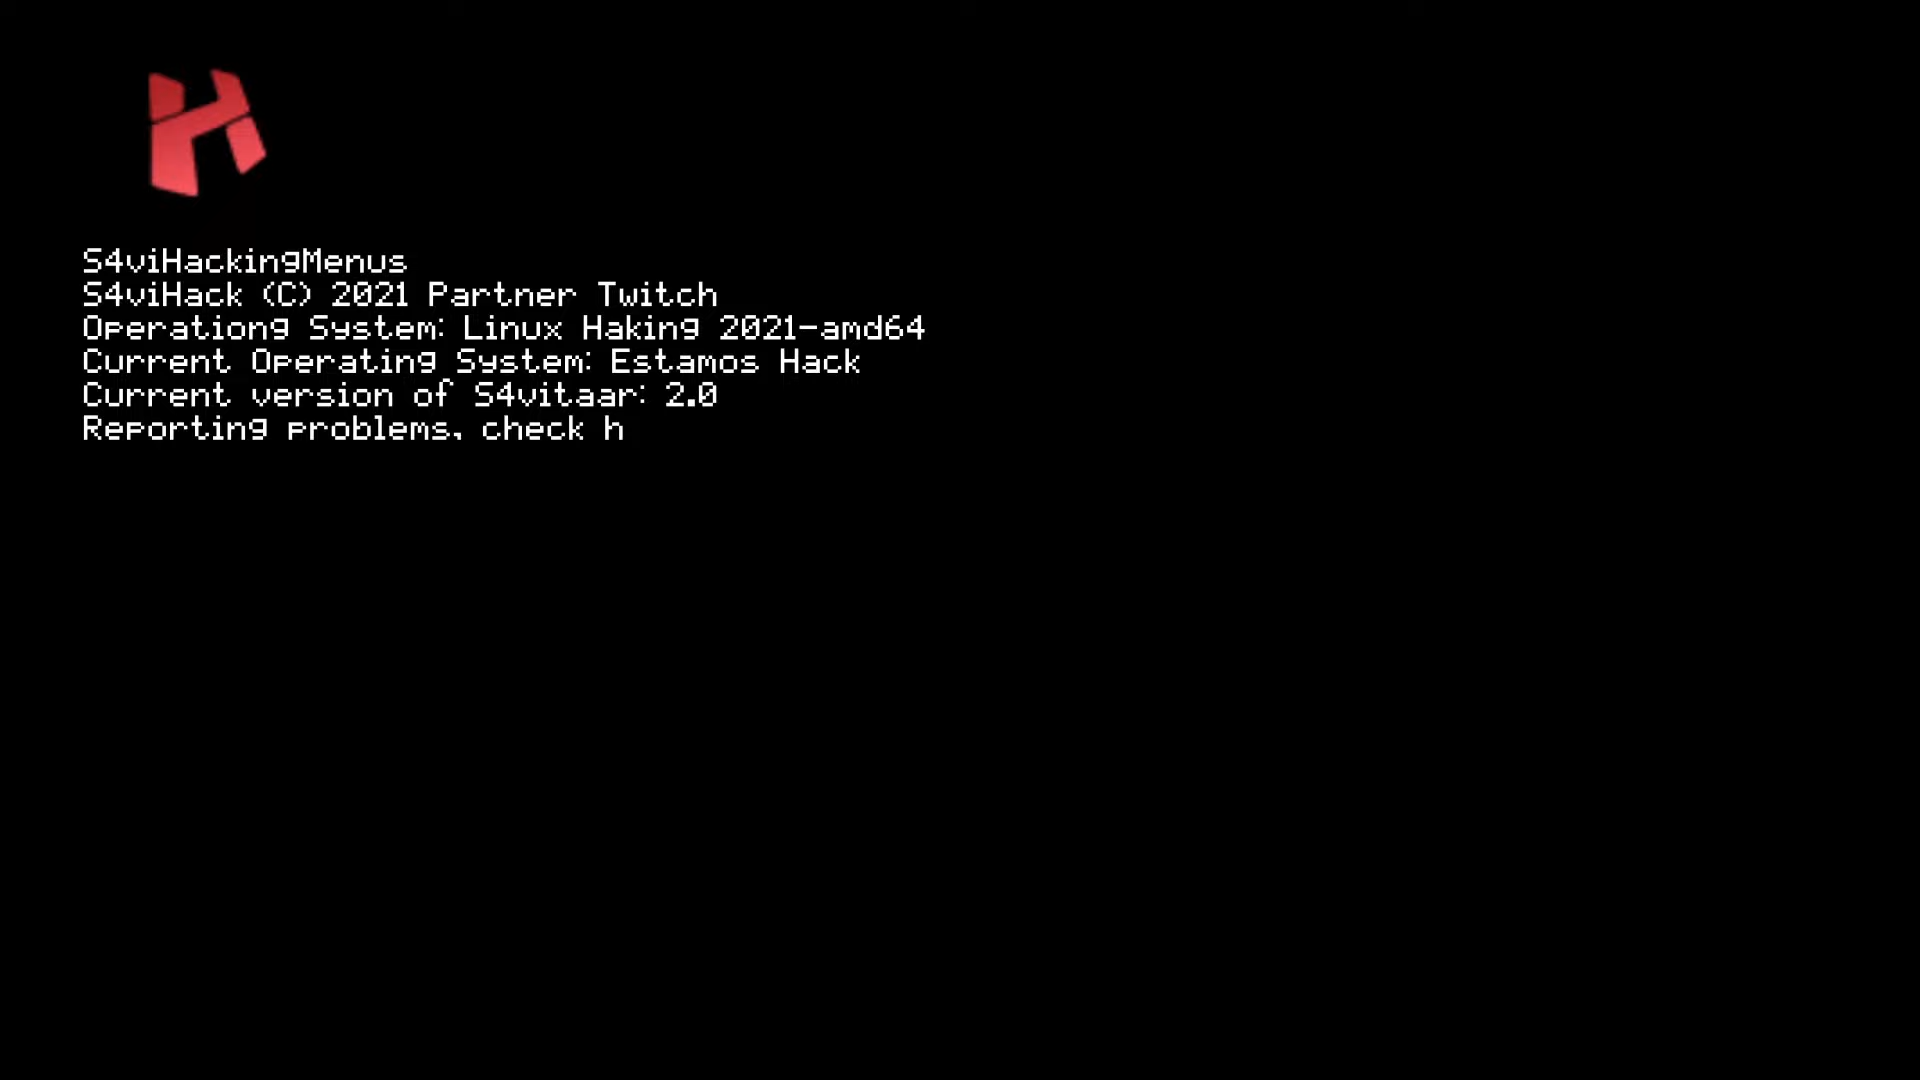 S4viHackingMenus
S4viHack (C) 2021 Partner Twitch
Operationg System: Linux Haking 2021-amd64
Current Operating System: Estamos Hack
Current version of S4vitaar: 2.0
Reporting problems, check h